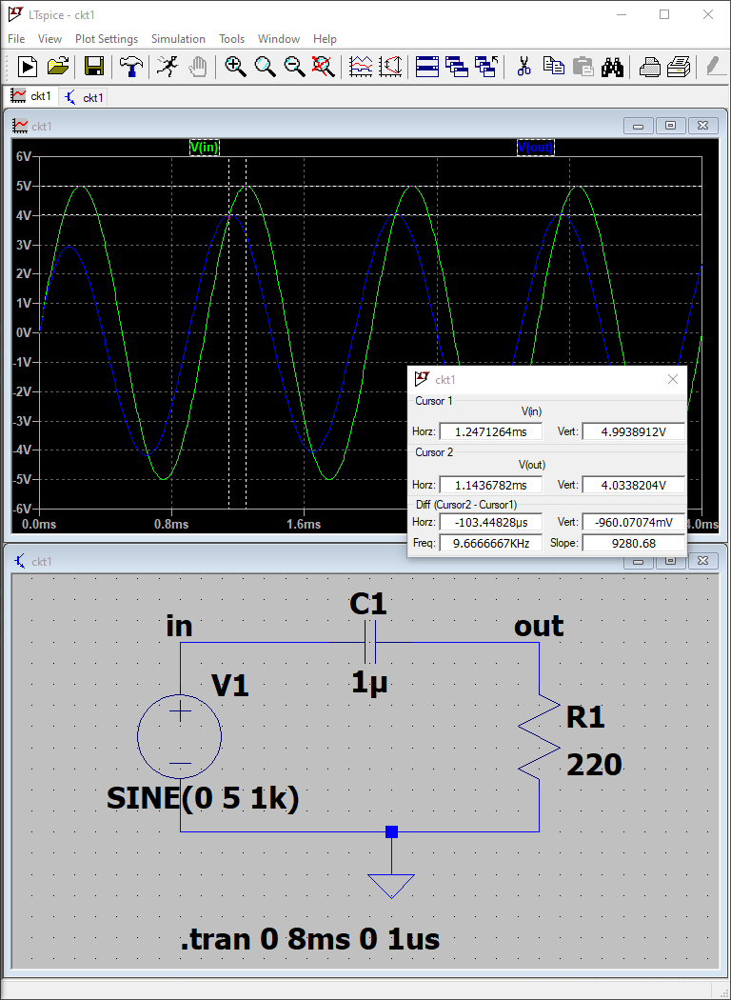 LTspice - ckt1
File View Plot Settings Simulation Tools Window Help
ckt1 ckt1
ckt1
V(in) V(out)
6V
5V
4V
3V
2V
1V
0V
-1V
-2V
-3V
-4V
-5V
-6V
0.0ms 0.8ms 1.6ms .0ms
ckt1
Cursor 1
V(in)
Horz: 1.2471264ms Vert: 4.9938912V
Cursor 2
V(out)
Horz: 1.1436782ms Vert: 4.0338204V
Diff (Cursor2 - Cursor1)
Horz: -103.44828µs Vert: -960.07074mV
Freq: 9.6666667KHz Slope: 9280.68
ckt1
C1
in out
V1 1µ
R1
220
SINE(0 5 1k)
.tran 0 8ms 0 1us